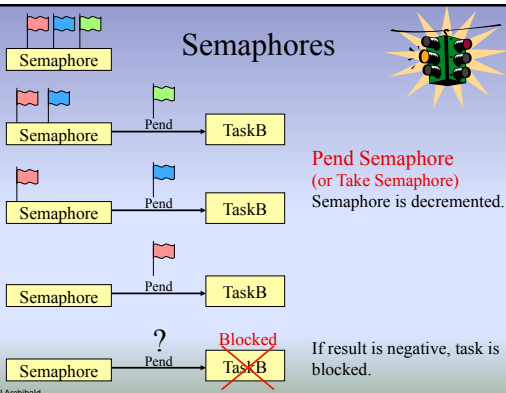 Semaphores
Semaphore
Semaphore
Pend
TaskB
Pend Semaphore
(or Take Semaphore)
Semaphore is decremented.
Semaphore
Pend
TaskB
Semaphore
Pend
TaskB
?
Blocked
Semaphore
Pend
TaskB
If result is negative, task is
blocked.
Archibald